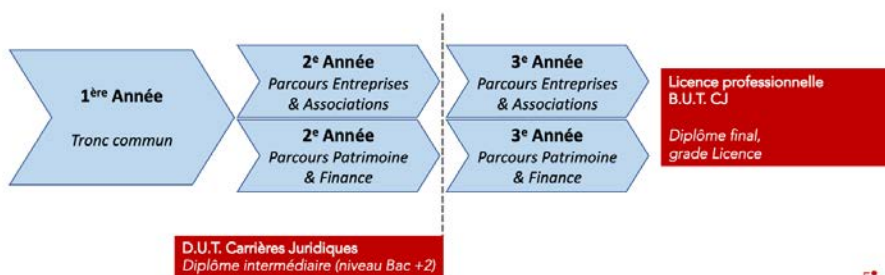 1ère Année
Tronc commun
2e Année
Parcours Entreprises
& Associations
2e Année
Parcours Patrimoine
& Finance
3e Année
Parcours Entreprises
& Associations
3e Année
Parcours Patrimoine
& Finance
Licence professionnelle
B.U.T. CJ
Diplôme final,
grade Licence
D.U.T. Carrières Juridiques
Diplôme intermédiaire (niveau Bac +2)